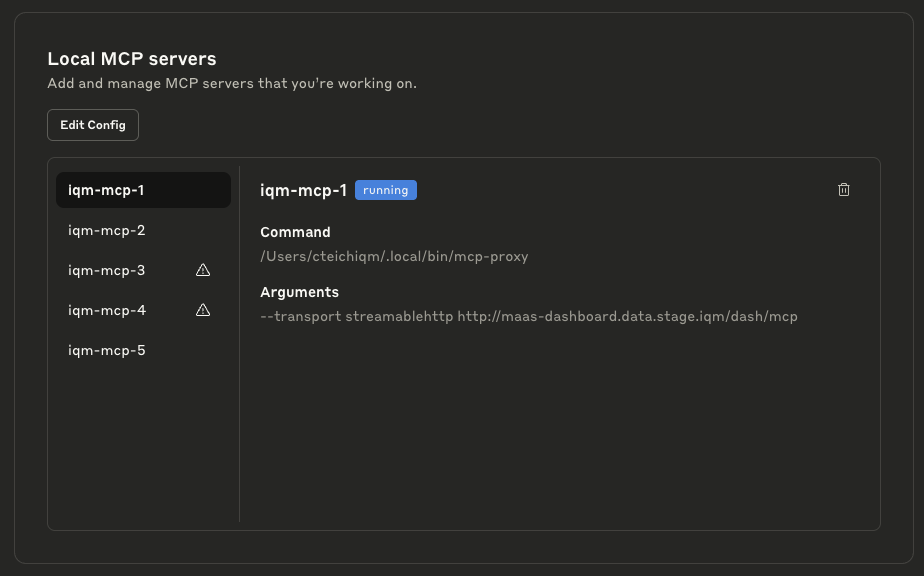 Local MCP servers
Add and manage MCP servers that you're working on.
Edit Config
iqm-mcp-1
iqm-mcp-2
iqm-mcp-3
iqm-mcp-4
iqm-mcp-5
iqm-mcp-1 running
Command
/Users/cteichiqm/.local/bin/mcp-proxy
Arguments
--transport streamablehttp http://maas-dashboard.data.stage.iqm/dash/mcp